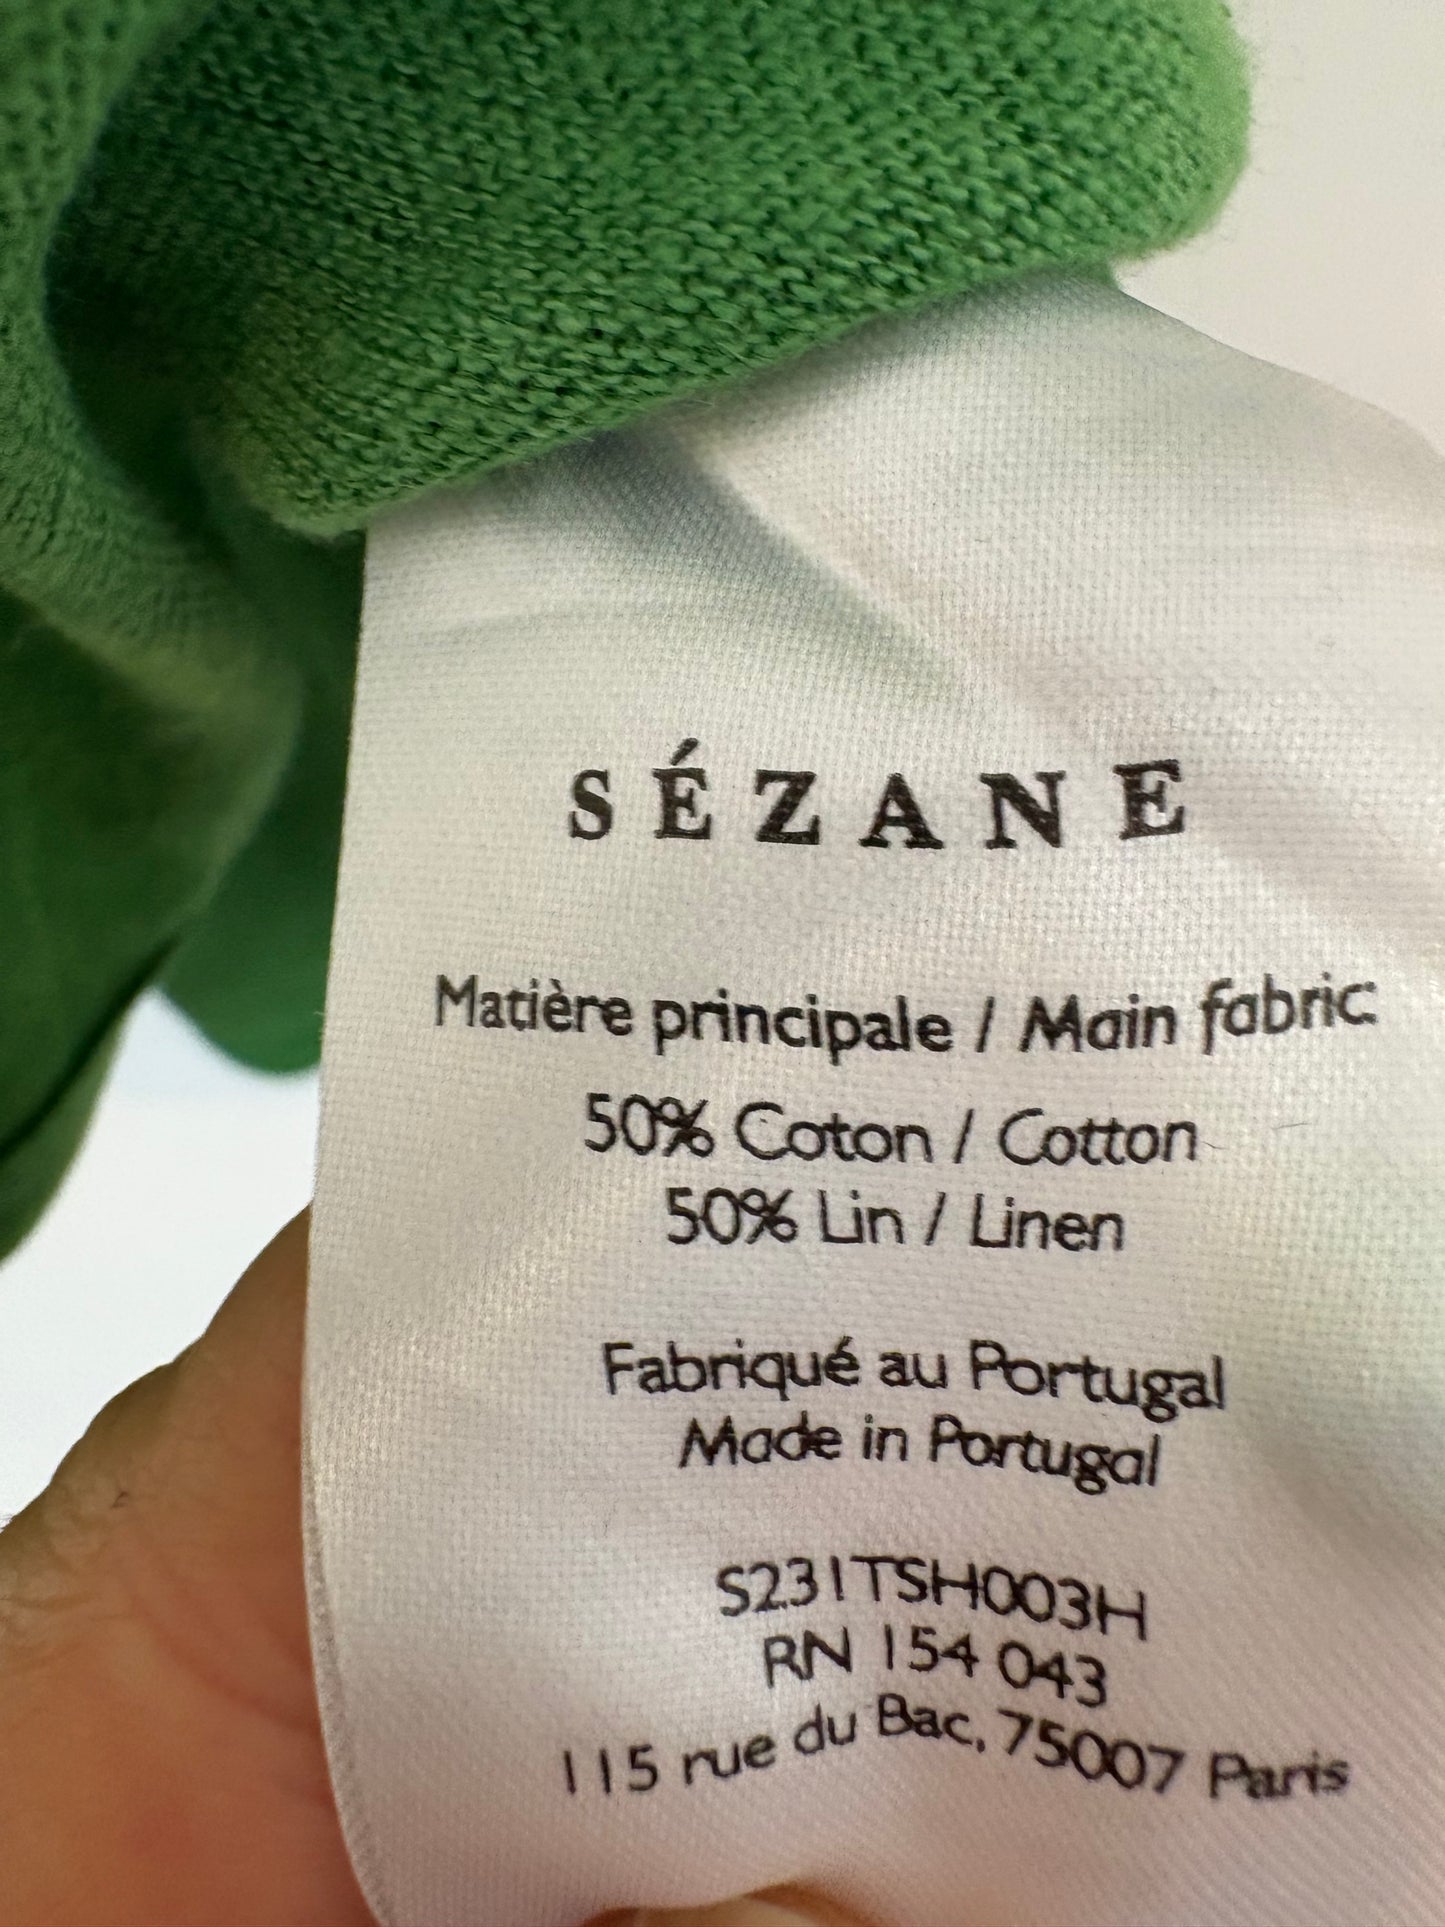 SÉZANE
Matière principale / Main fabric
50% Coton / Cotton
50% Lin / Linen
Fabriqué au Portugal
Made in Portugal
S231TSH003H
RN 154 043
115 rue du Bac, 75007 Paris